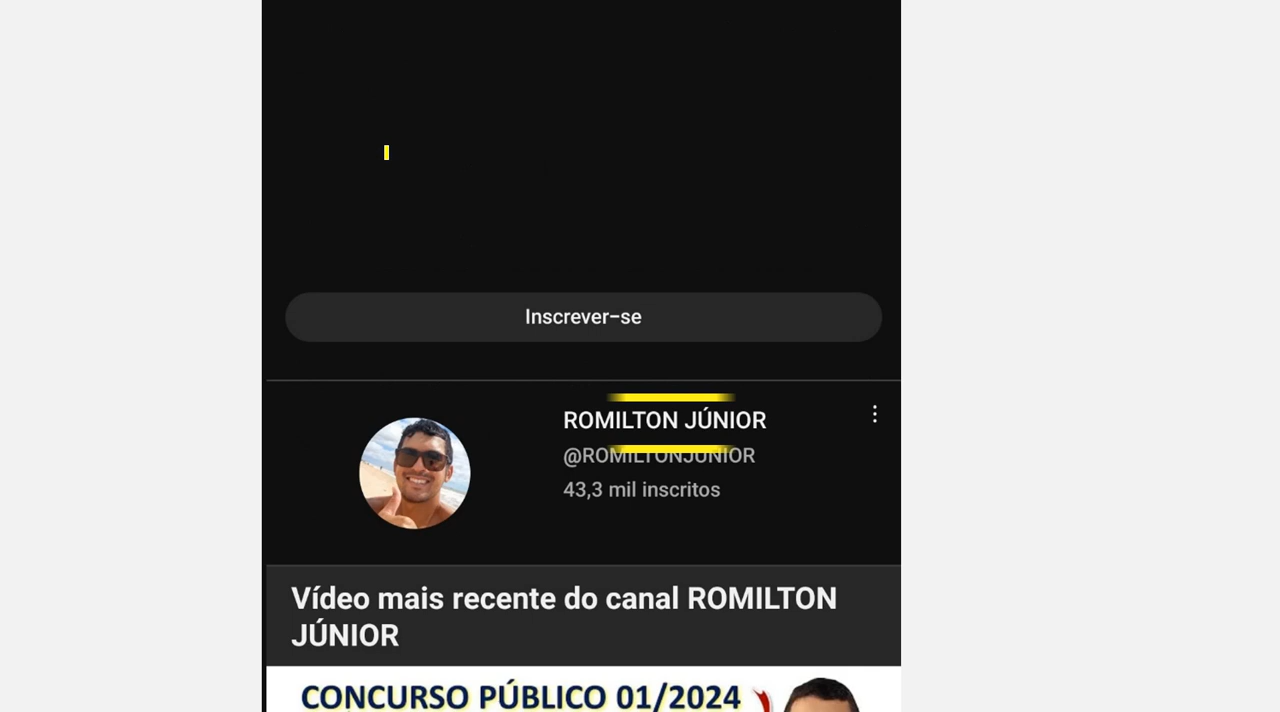 Inscrever-se
ROMILTON JÚNIOR
@ROMILTONJUNIOR
43,3 mil inscritos
Vídeo mais recente do canal ROMILTON
JÚNIOR
CONCURSO PÚBLICO 01/2024